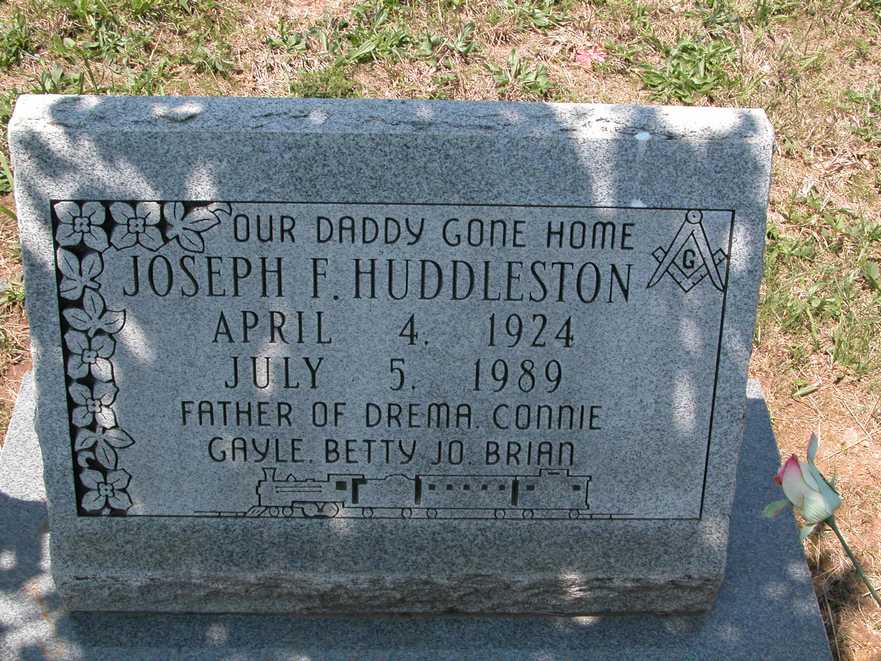 OUR DADDY GONE HOME
JOSEPH F. HUDDLESTON
G
APRIL 4. 1924
JULY 5. 1989
FATHER OF DREMA. CONNIE
GAYLE. BETTY JO. BRIAN